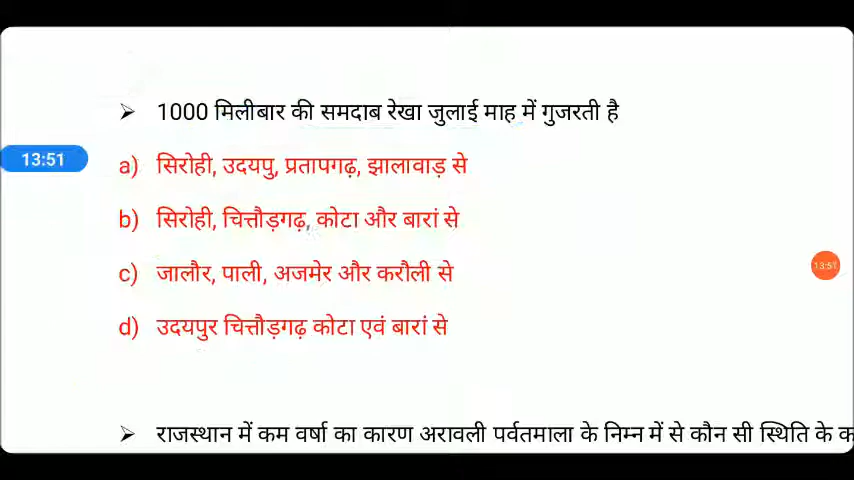 ➢ 1000 मिलीबार की समदाब रेखा जुलाई माह में गुजरती है
13:51
a) सिरोही, उदयपु, प्रतापगढ़, झालावाड़ से
b) सिरोही, चित्तौड़गढ़, कोटा और बारां से
13:51
c) जालौर, पाली, अजमेर और करौली से
d) उदयपुर चित्तौड़गढ़ कोटा एवं बारां से
➢ राजस्थान में कम वर्षा का कारण अरावली पर्वतमाला के निम्न में से कौन सी स्थिति के